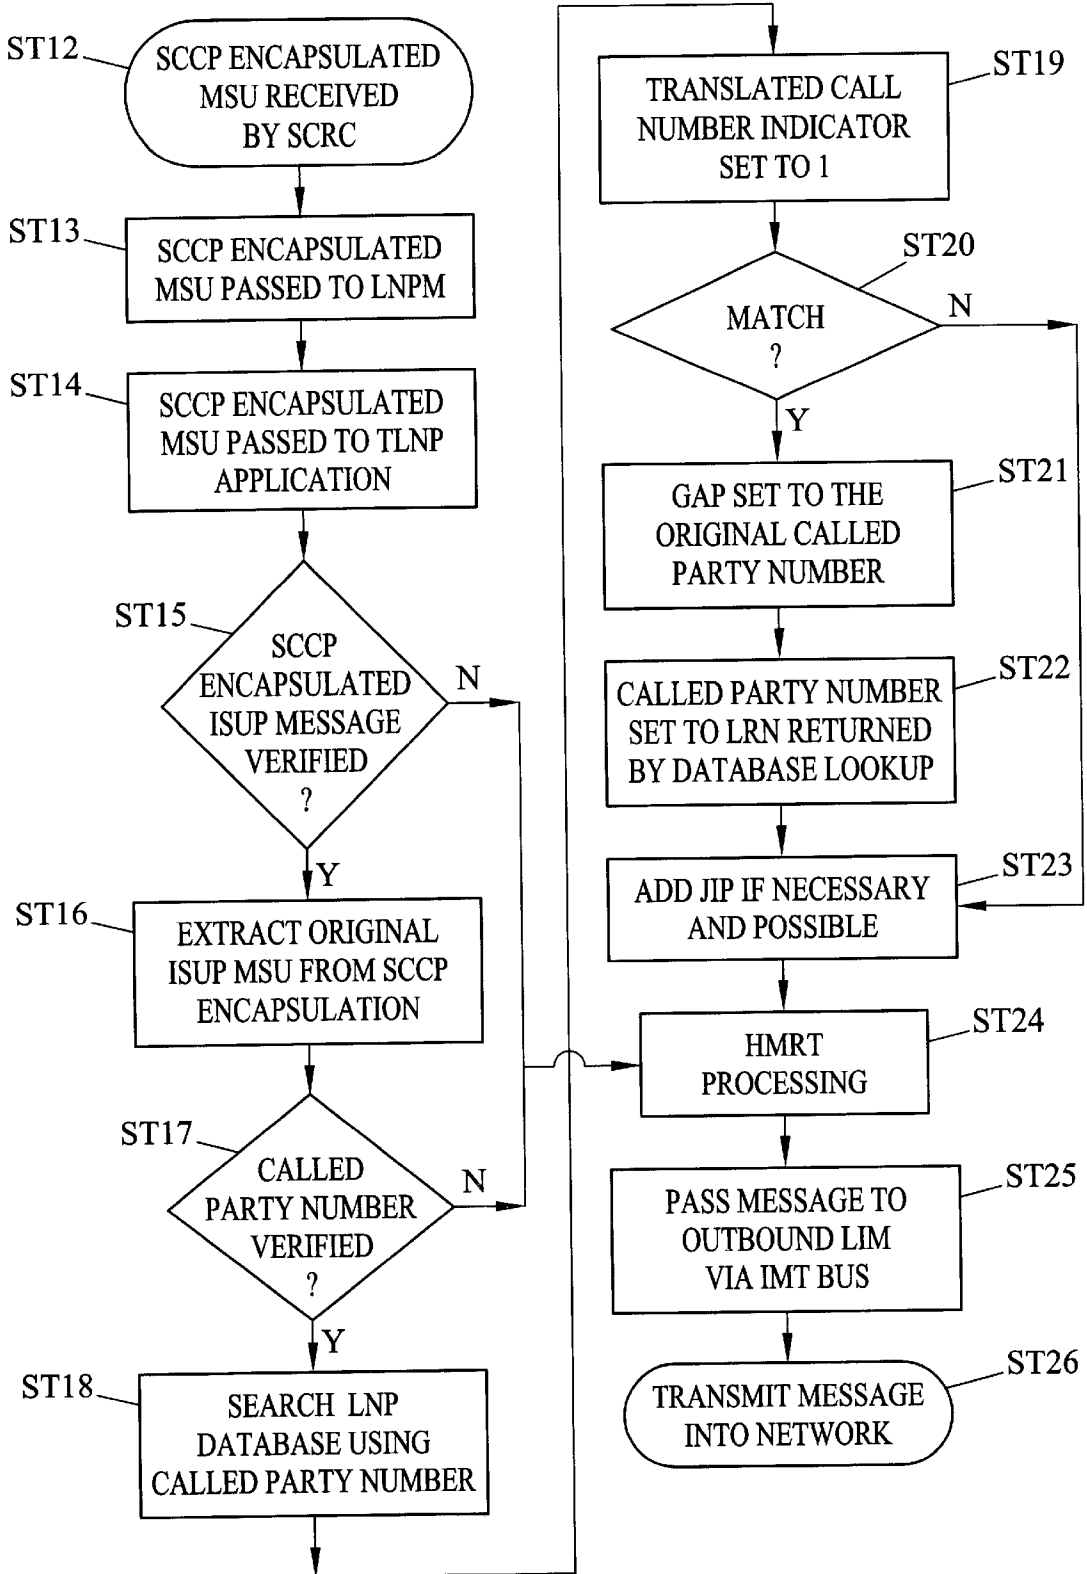 ST12
SCCP ENCAPSULATED
MSU RECEIVED
BY SCRC
ST13
SCCP ENCAPSULATED
MSU PASSED TO LNPM
ST14
SCCP ENCAPSULATED
MSU PASSED TO TLNP
APPLICATION
ST15
SCCP
ENCAPSULATED
ISUP MESSAGE
VERIFIED
?
N
Y
ST16
EXTRACT ORIGINAL
ISUP MSU FROM SCCP
ENCAPSULATION
ST17
CALLED
PARTY NUMBER
VERIFIED
?
N
Y
ST18
SEARCH LNP
DATABASE USING
CALLED PARTY NUMBER
ST19
TRANSLATED CALL
NUMBER INDICATOR
SET TO 1
ST20
MATCH
?
N
Y
ST21
GAP SET TO THE
ORIGINAL CALLED
PARTY NUMBER
ST22
CALLED PARTY NUMBER
SET TO LRN RETURNED
BY DATABASE LOOKUP
ST23
ADD JIP IF NECESSARY
AND POSSIBLE
ST24
HMRT
PROCESSING
ST25
PASS MESSAGE TO
OUTBOUND LIM
VIA IMT BUS
ST26
TRANSMIT MESSAGE
INTO NETWORK